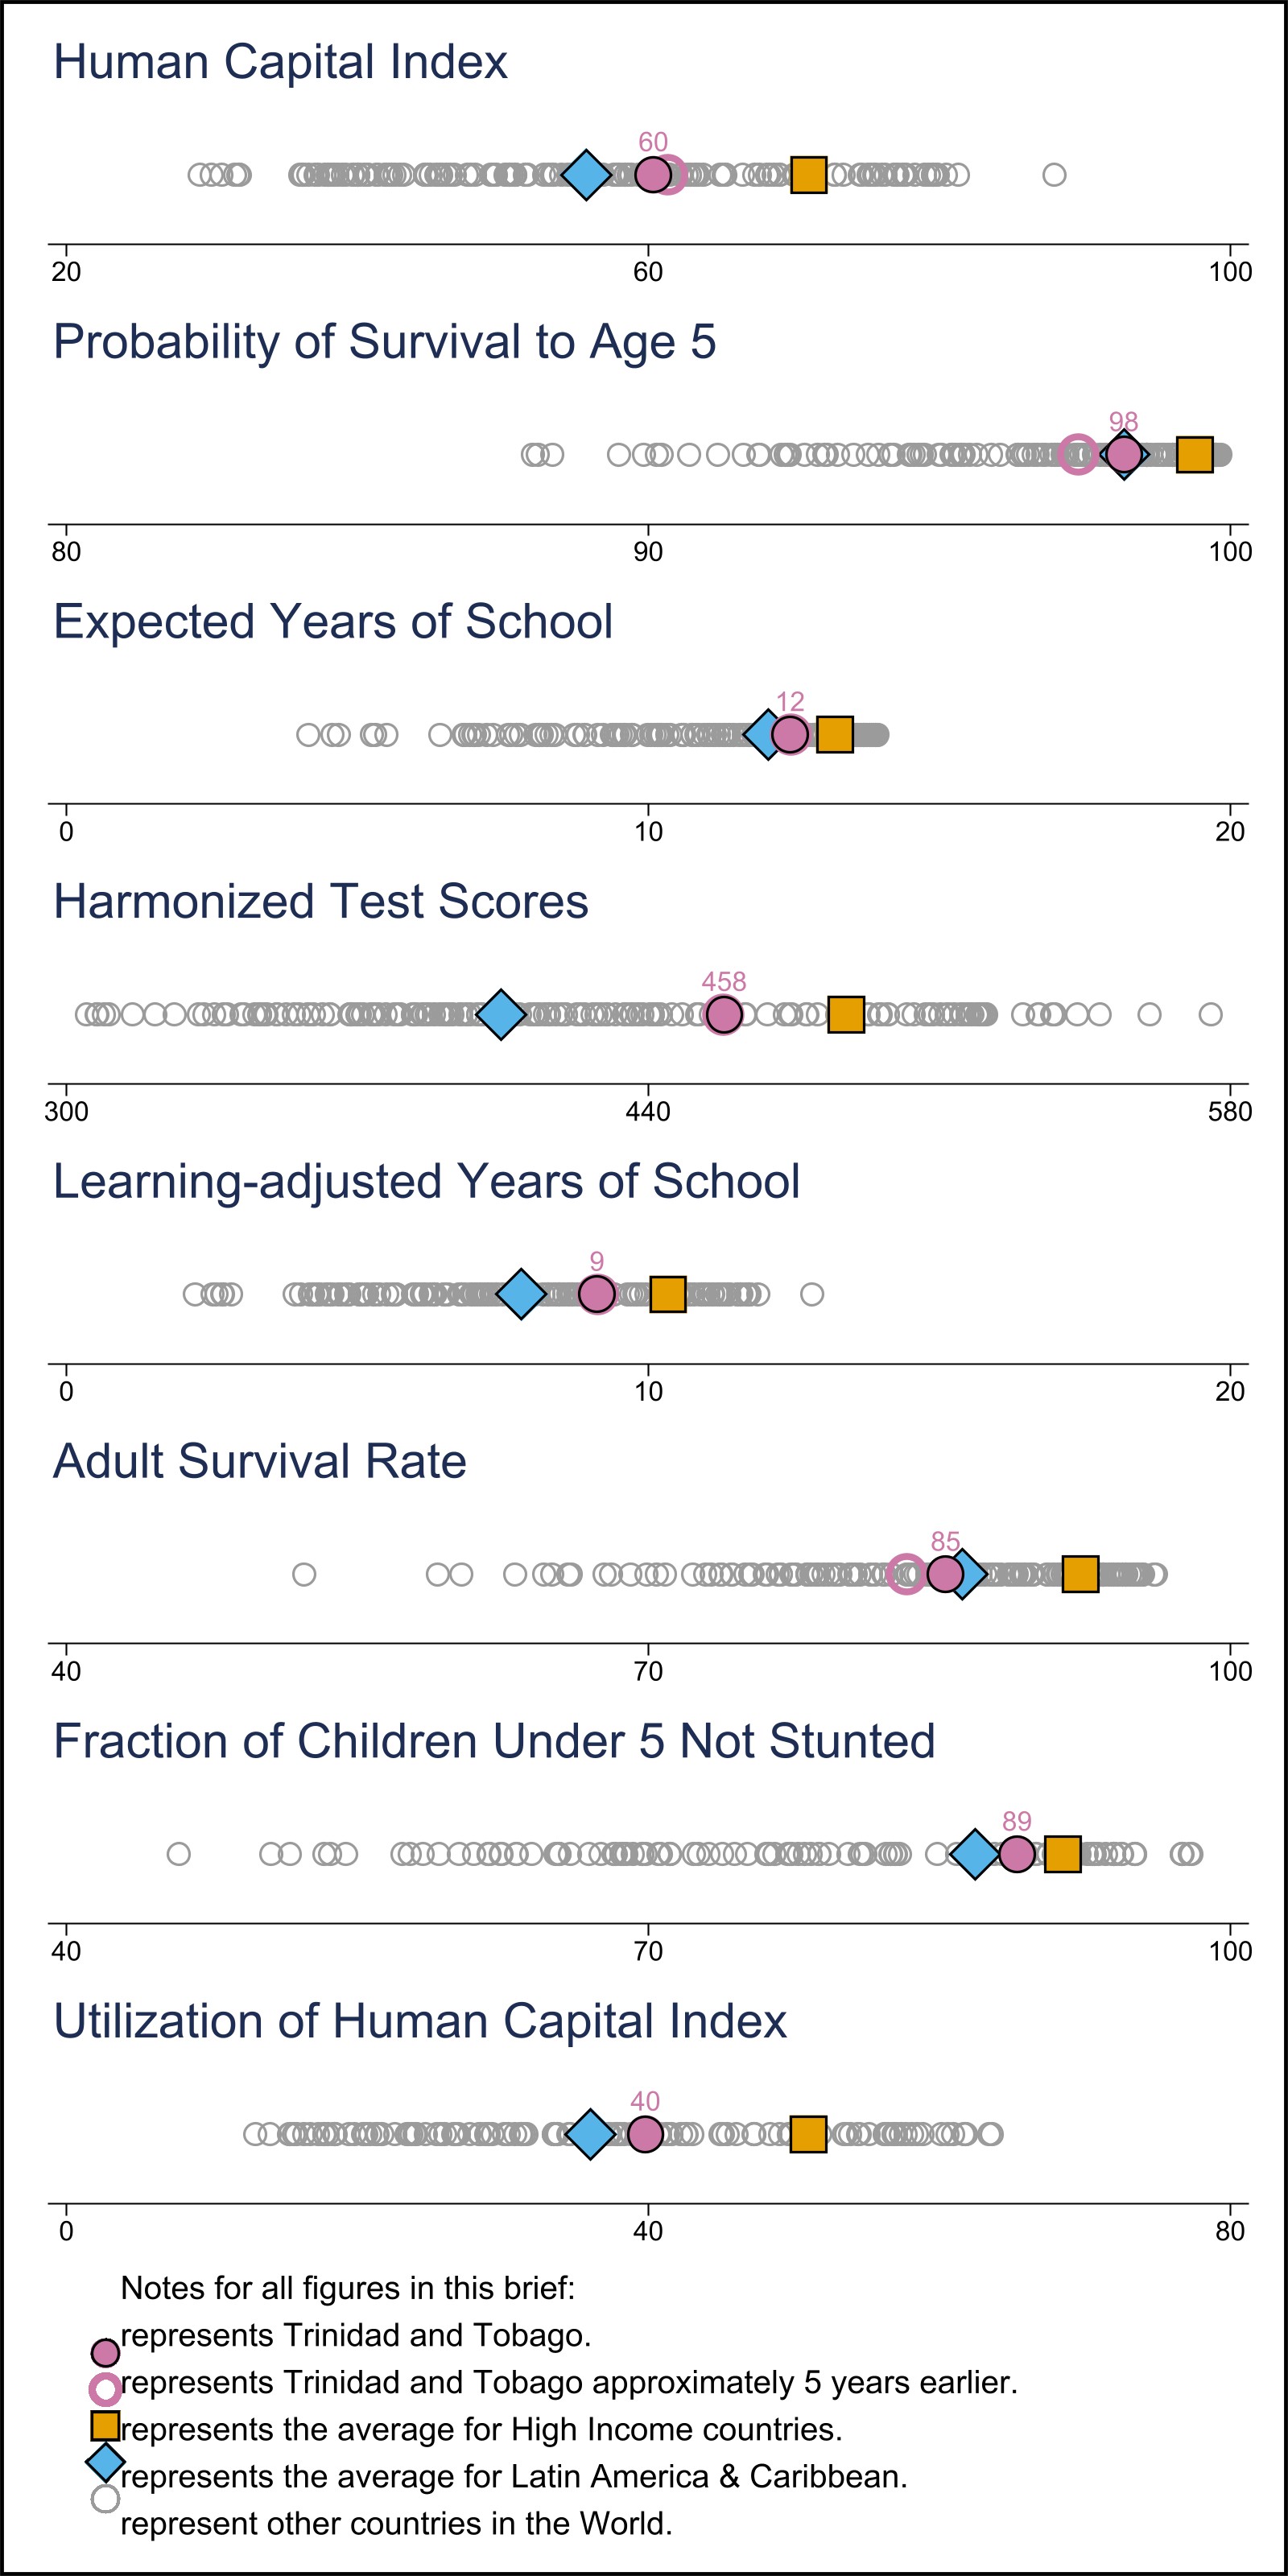 Human Capital Index
60
20 60 100
Probability of Survival to Age 5
98
80 90 100
Expected Years of School
12
0 10 20
Harmonized Test Scores
458
300 440 580
Learning-adjusted Years of School
9
0 10 20
Adult Survival Rate
85
40 70 100
Fraction of Children Under 5 Not Stunted
89
40 70 100
Utilization of Human Capital Index
40
0 40 80
Notes for all figures in this brief:
represents Trinidad and Tobago.
represents Trinidad and Tobago approximately 5 years earlier.
represents the average for High Income countries.
represents the average for Latin America & Caribbean.
represent other countries in the World.